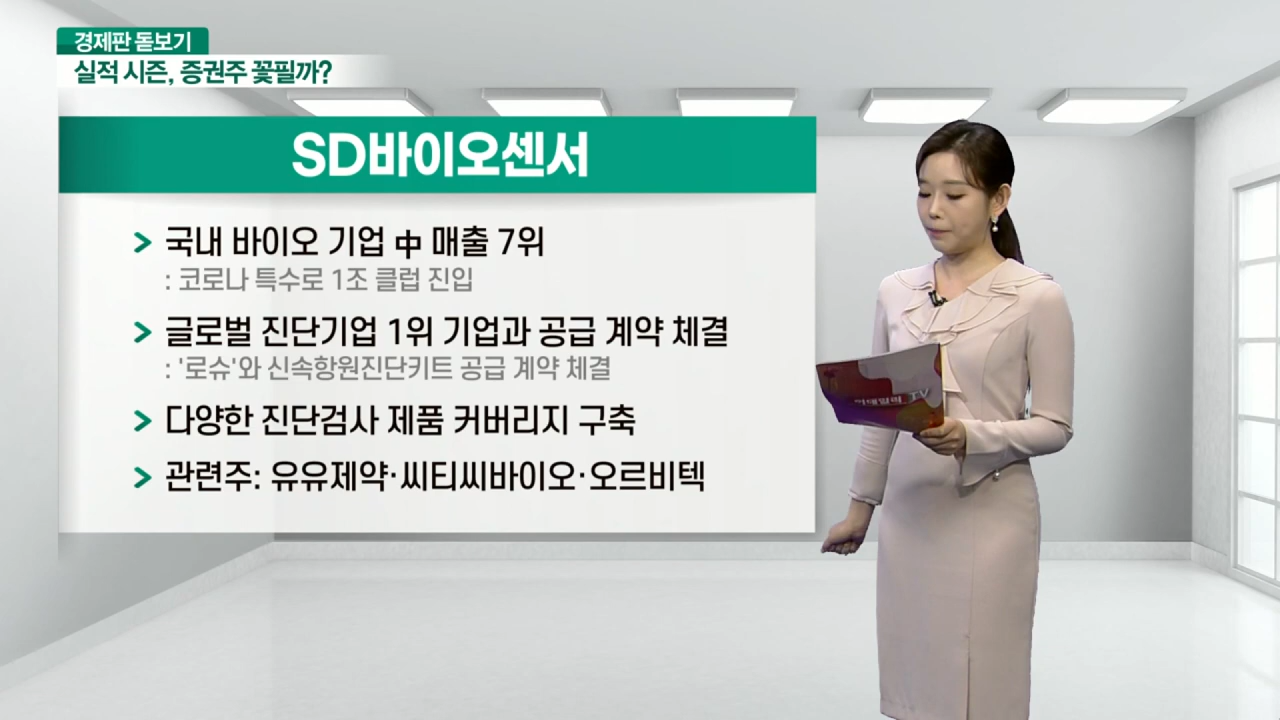 경제판 돋보기
실적 시즌, 증권주 꽃필까?
SD바이오센서
> 국내 바이오 기업 中 매출 7위
: 코로나 특수로 1조 클럽 진입
> 글로벌 진단기업 1위 기업과 공급 계약 체결
: '로슈'와 신속항원진단키트 공급 계약 체결
> 다양한 진단검사 제품 커버리지 구축
> 관련주: 유유제약·씨티씨바이오·오르비텍
이데일리 TV